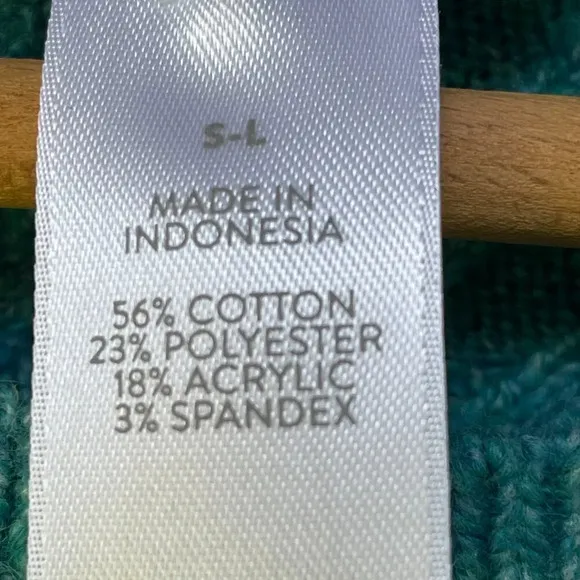 S-L
MADE IN
INDONESIA
56% COTTON
23% POLYESTER
18% ACRYLIC
3% SPANDEX